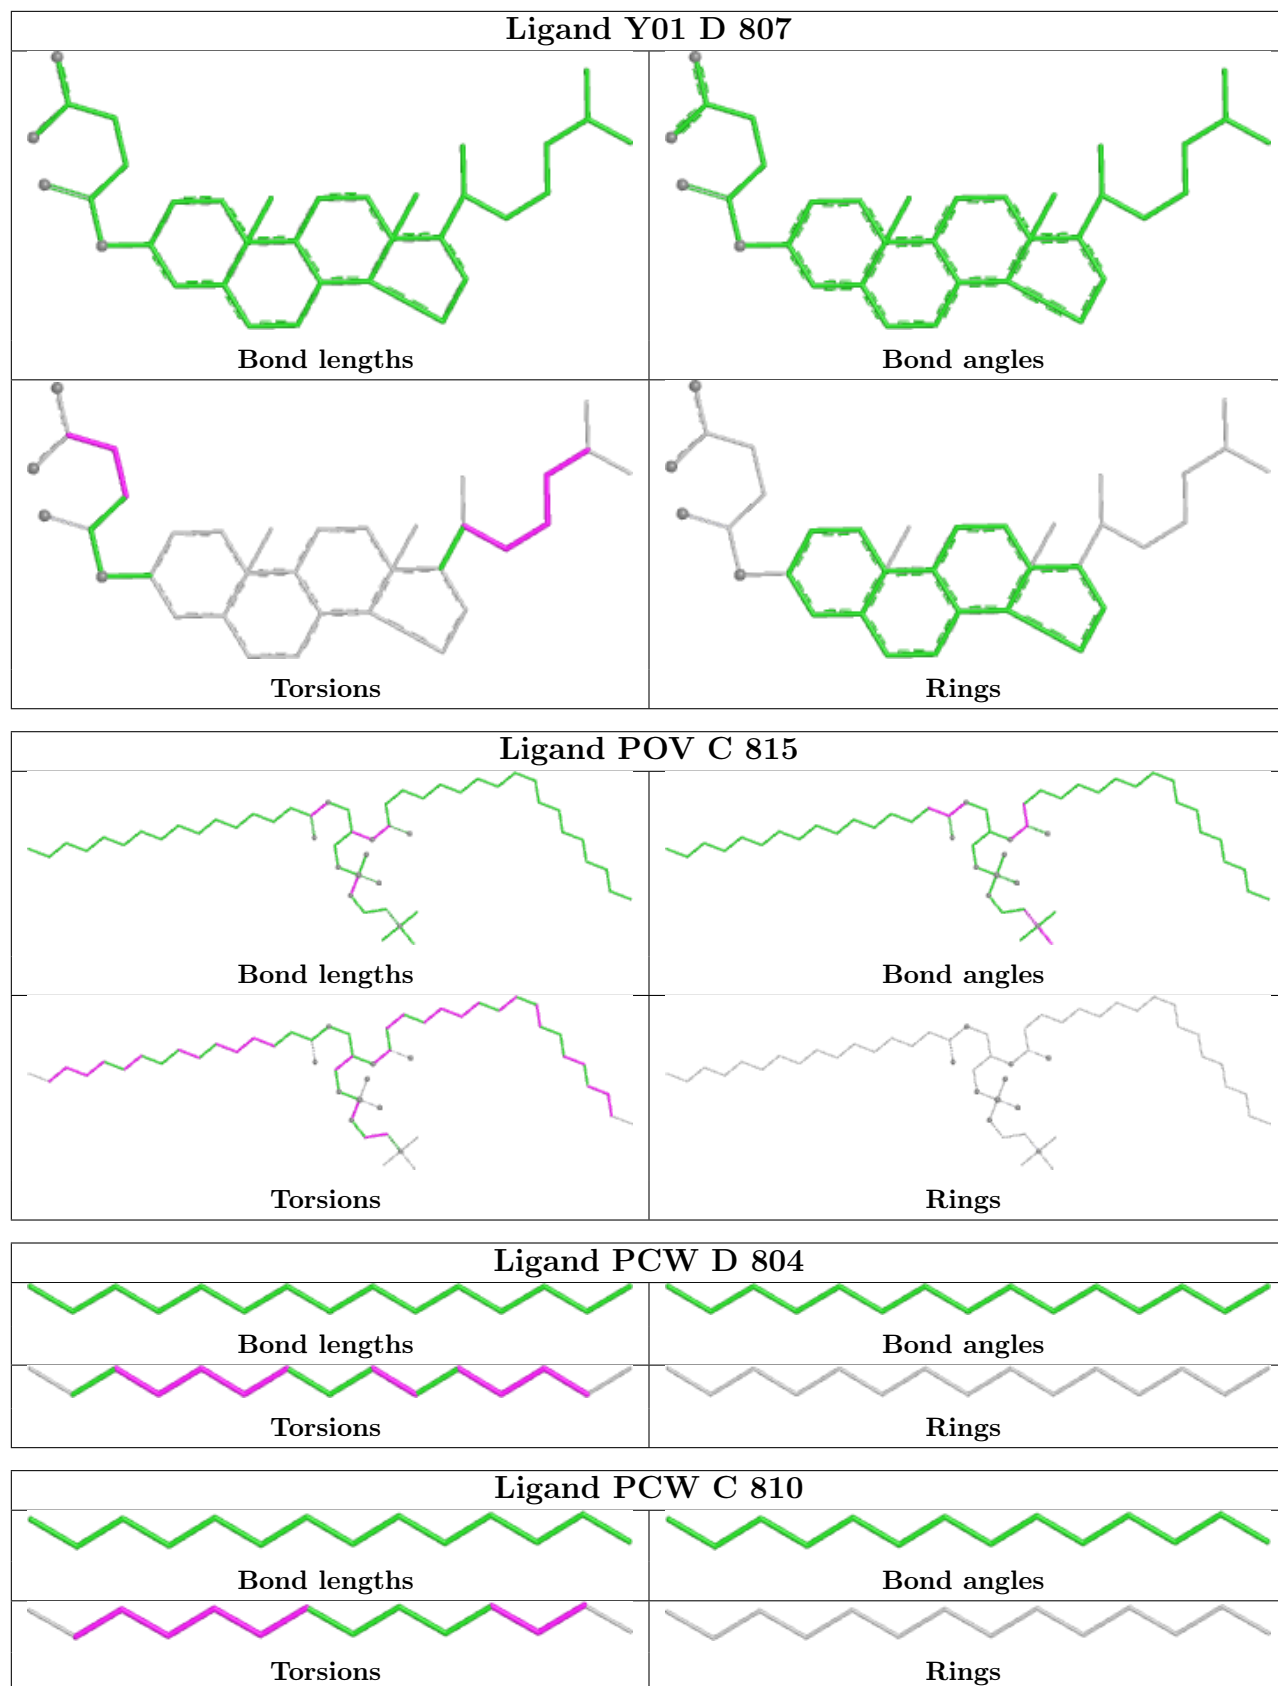 Ligand Y01 D 807
Bond lengths
Bond angles
Torsions
Rings
Ligand POV C 815
Bond lengths
Bond angles
Torsions
Rings
Ligand PCW D 804
Bond lengths
Bond angles
Torsions
Rings
Ligand PCW C 810
Bond lengths
Bond angles
Torsions
Rings